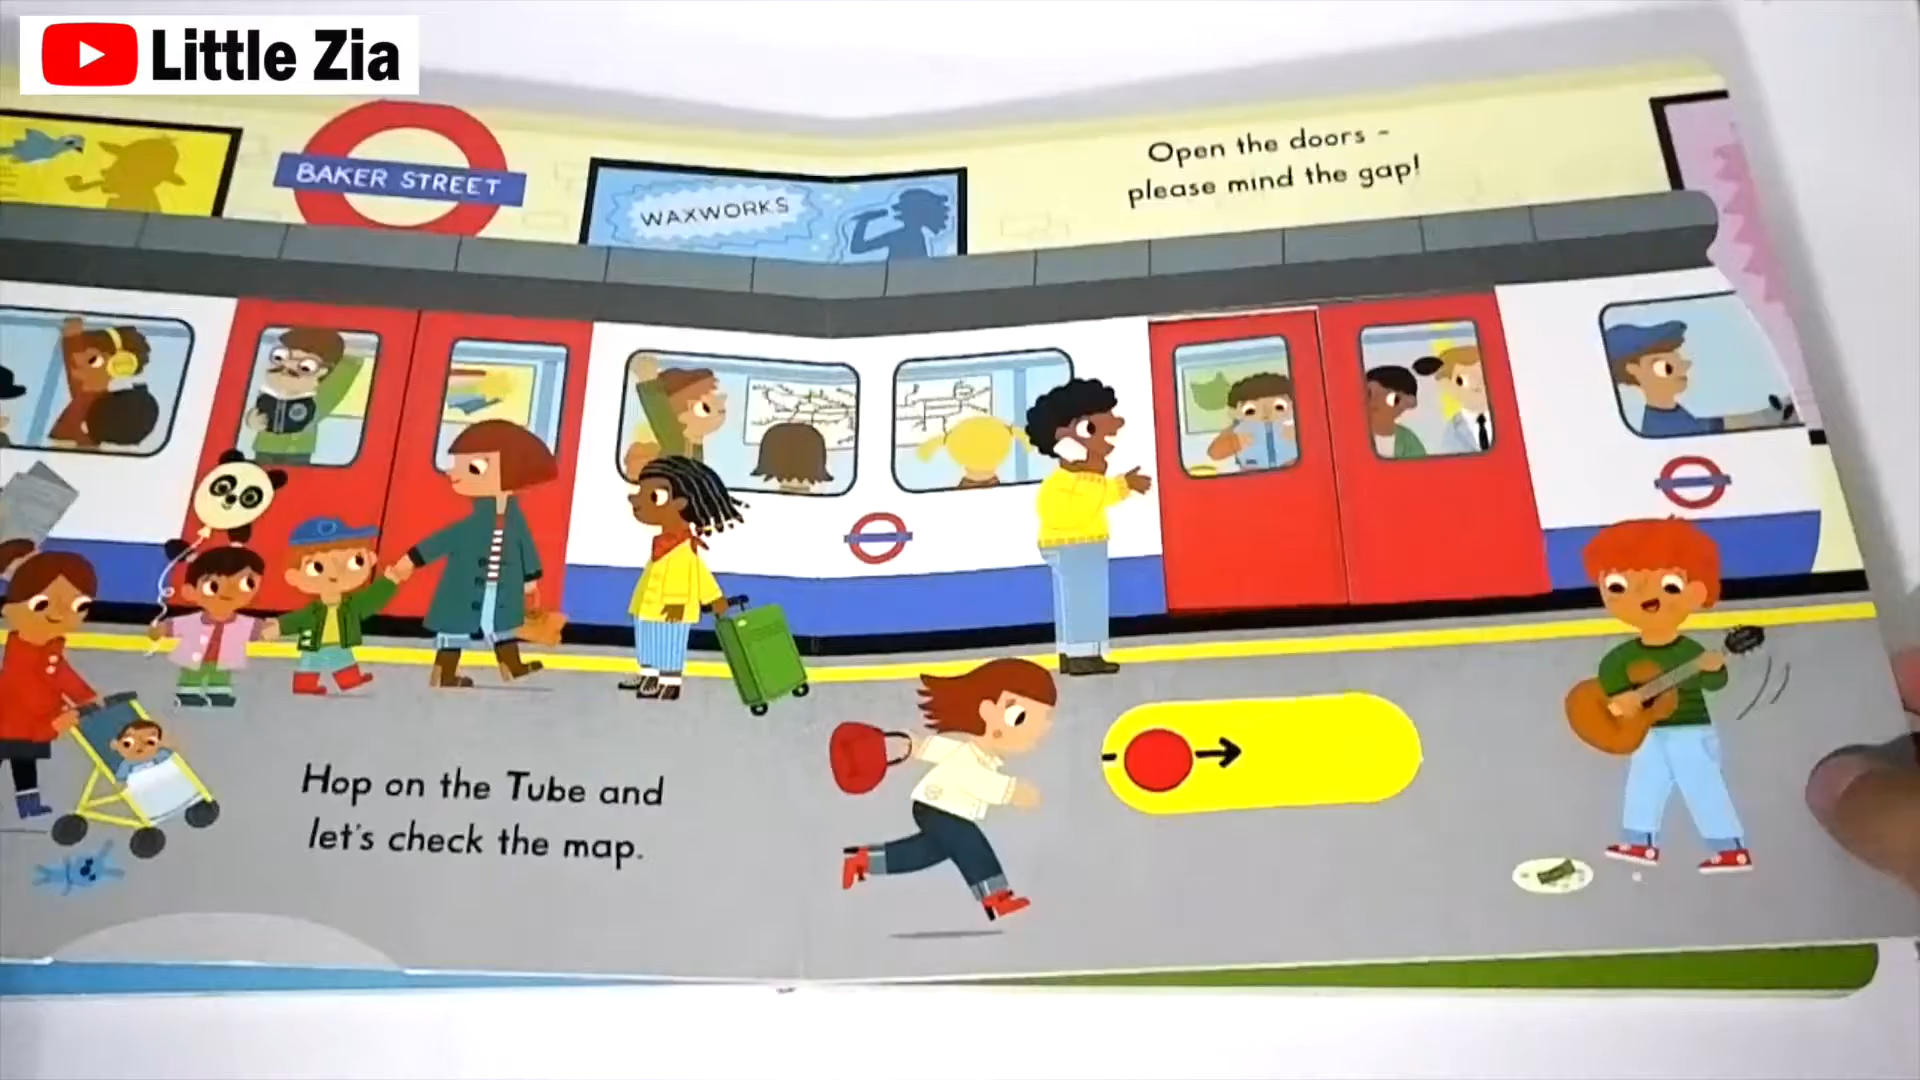 Little Zia
BAKER STREET
WAXWORKS
Open the doors –
please mind the gap!
Hop on the Tube and
let's check the map.